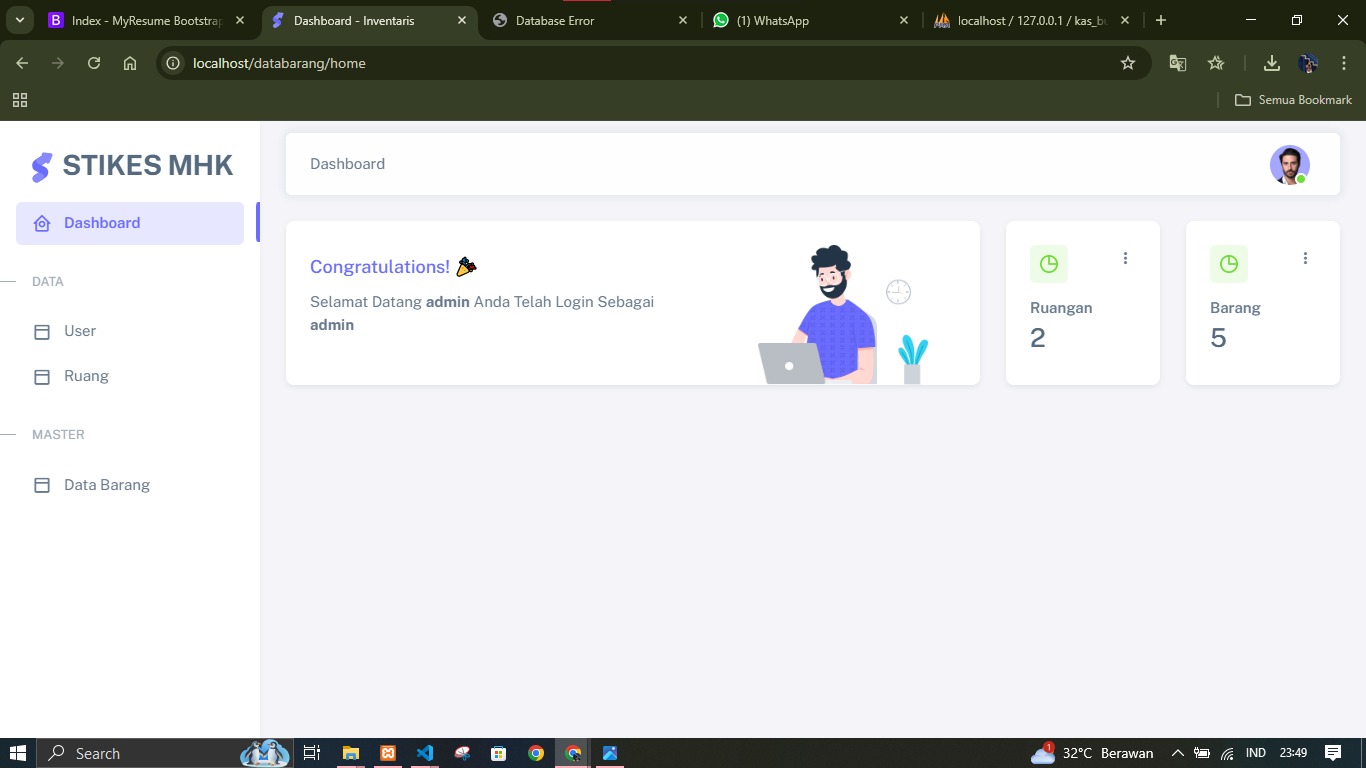 Index - MyResume Bootstrap
Dashboard - Inventaris
Database Error
(1) WhatsApp
localhost / 127.0.0.1 / kas_bu
localhost/databarang/home
Semua Bookmark
STIKES MHK
Dashboard
DATA
User
Ruang
MASTER
Data Barang
Dashboard
Congratulations! 🎉
Selamat Datang admin Anda Telah Login Sebagai
admin
Ruangan
2
Barang
5
Search
1
32°C Berawan
IND
23:49